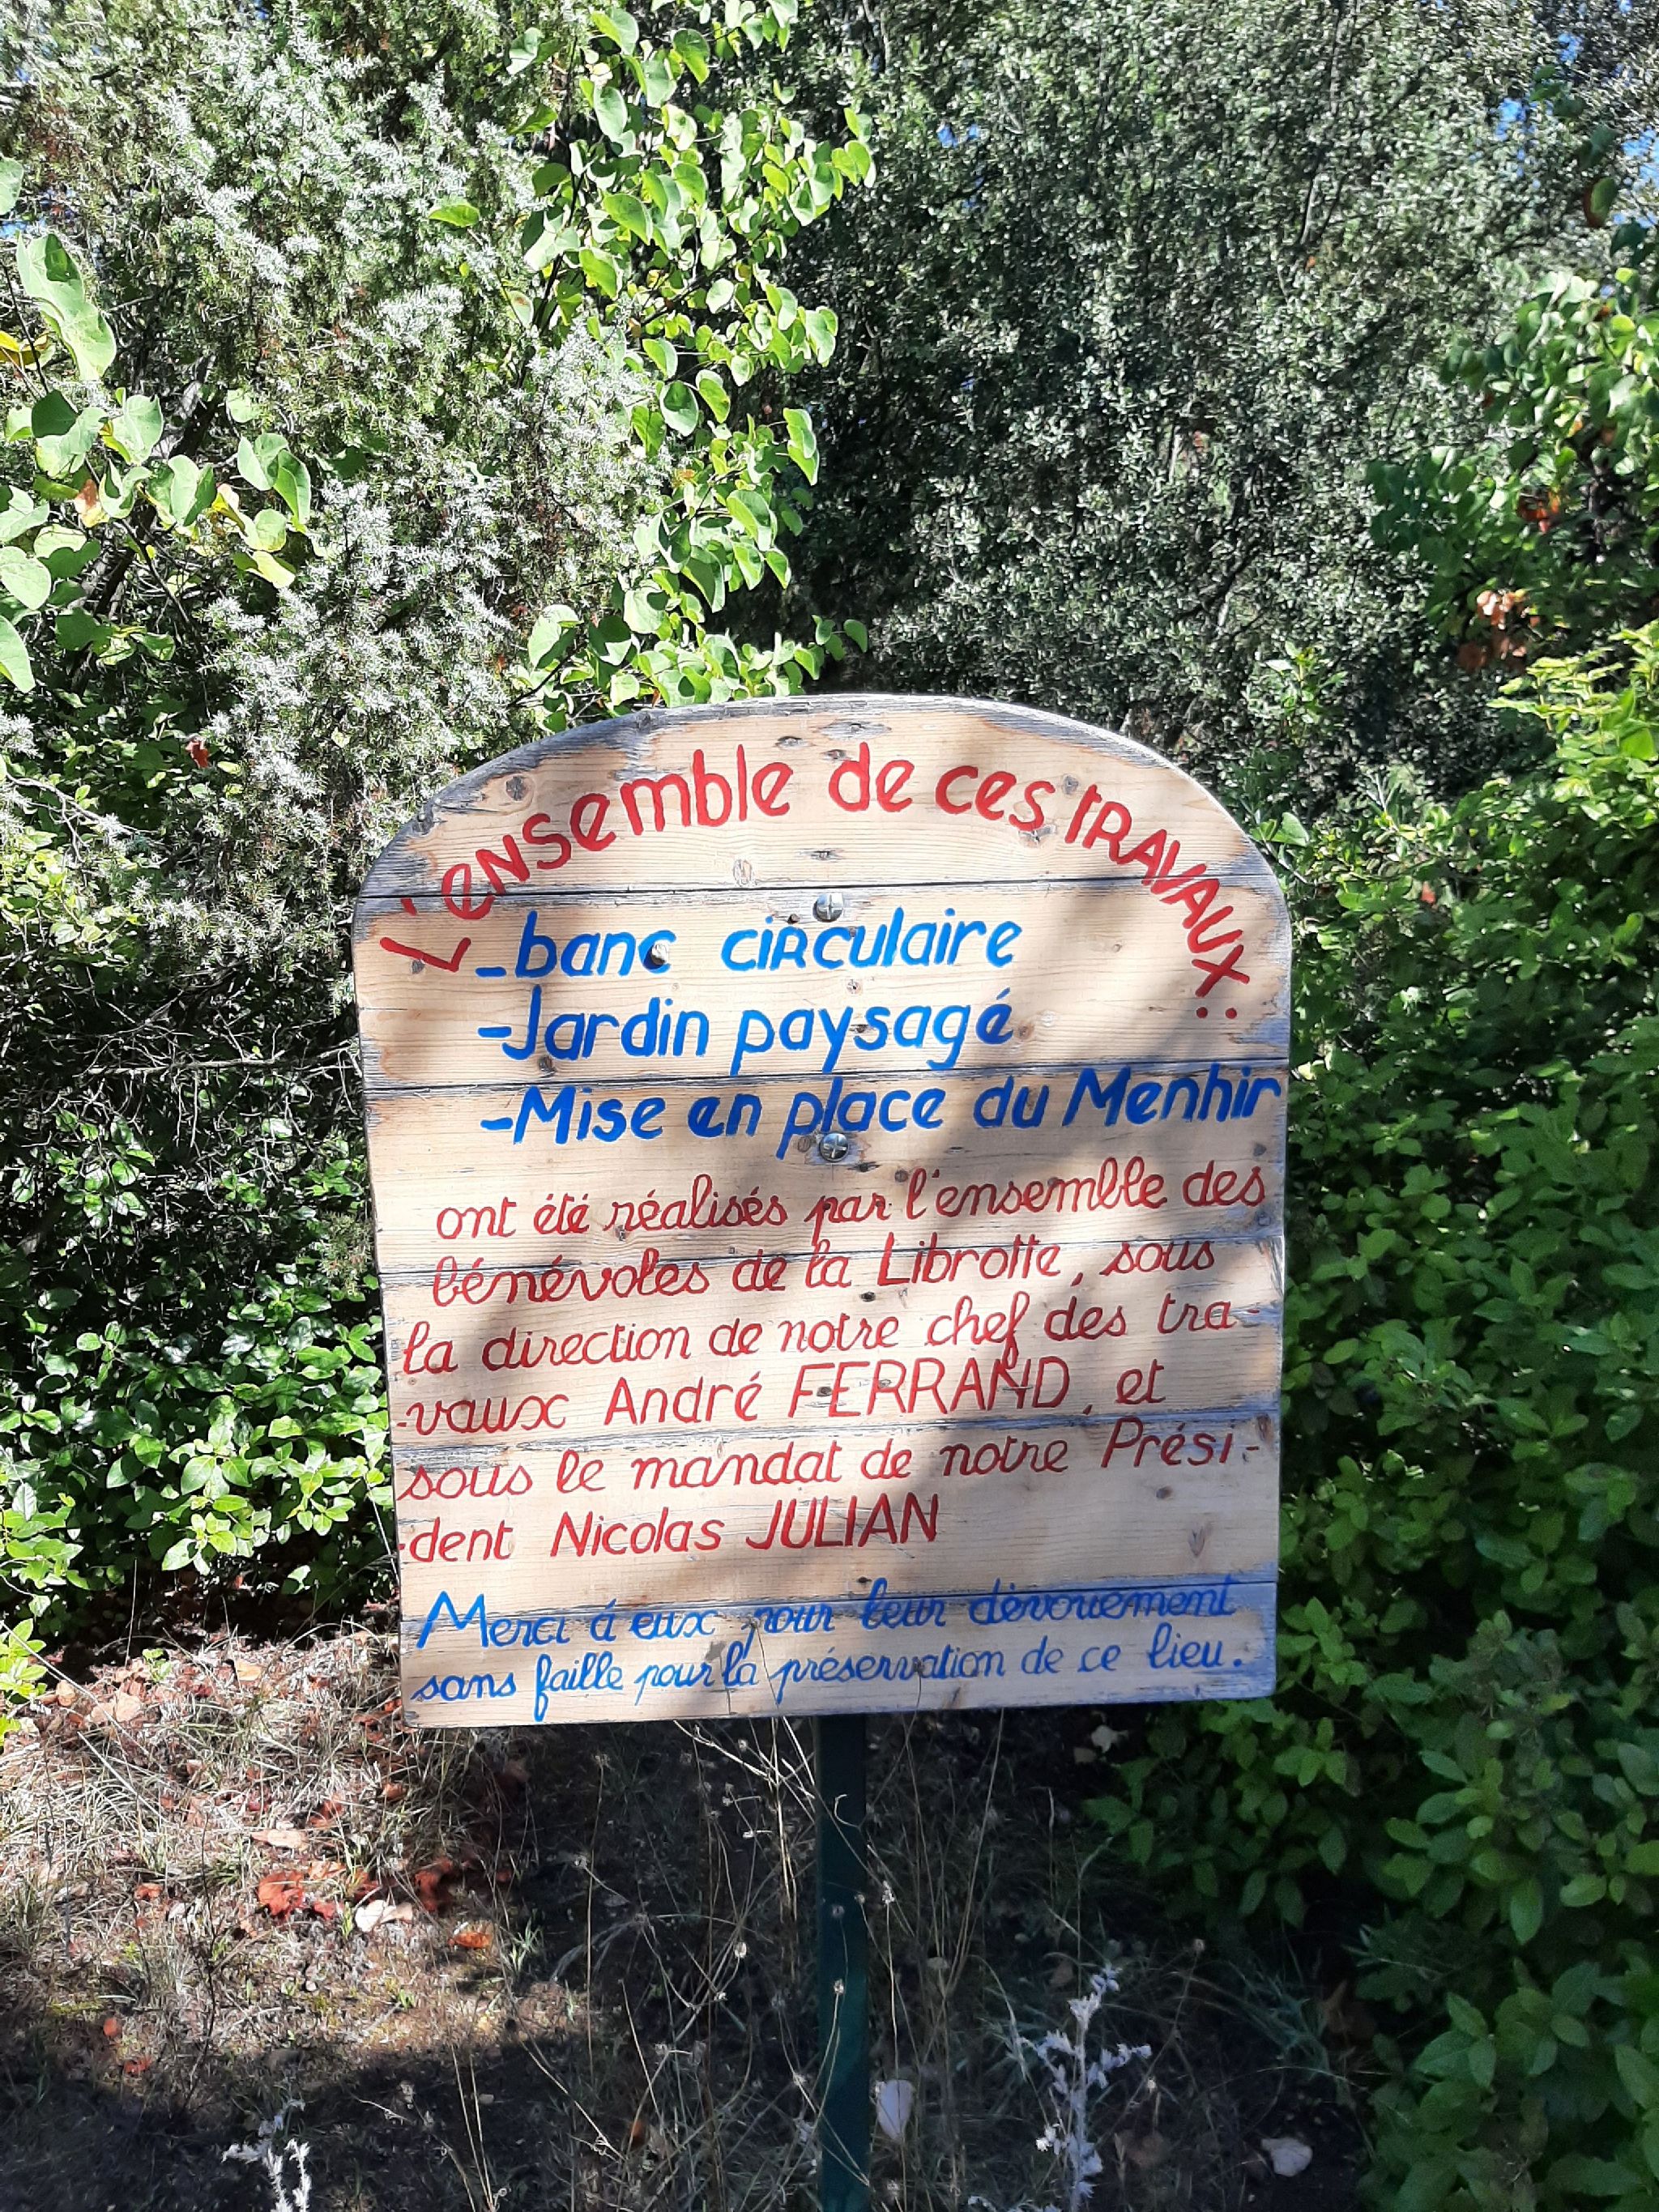 L'ensemble de ces TRAVAUX:
- banc circulaire
- Jardin paysagé
- Mise en place du Menhir
ont été réalisés par l'ensemble des
bénévoles de la Librotte, sous
la direction de notre chef des tra-
-vaux André FERRAND, et
sous le mandat de notre Prési-
-dent Nicolas JULIAN
Merci à eux pour leur dévouement
sans faille pour la préservation de ce lieu.